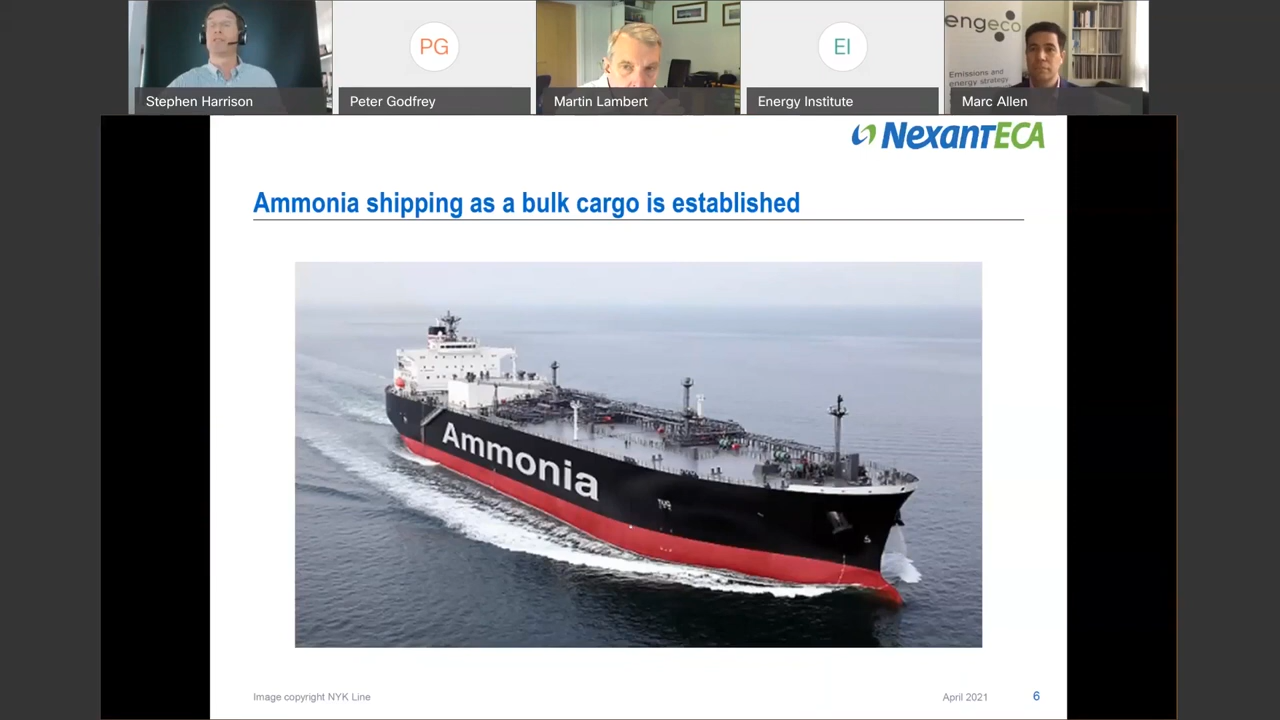 PG
EI
engeco
Emissions and
energy strategy
Stephen Harrison
Peter Godfrey
Martin Lambert
Energy Institute
Marc Allen
NexantECA
Ammonia shipping as a bulk cargo is established
Ammonia
Image copyright NYK Line
April 2021
6